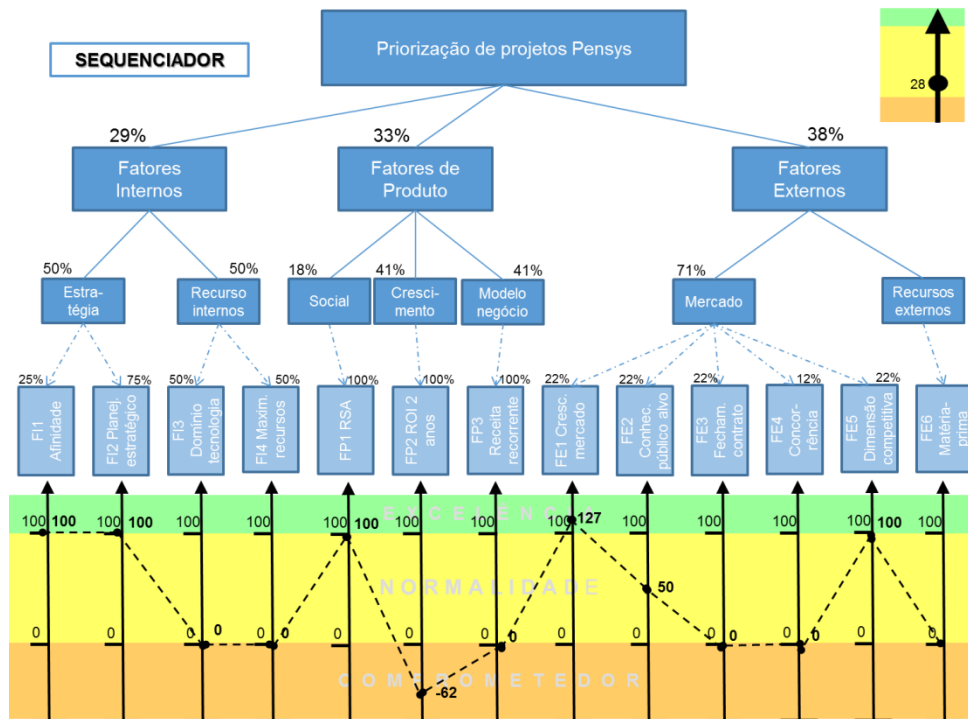 Priorização de projetos Pensys
SEQUENCIADOR
28
29%
33%
38%
Fatores
Internos
Fatores de
Produto
Fatores
Externos
50%
50%
18%
41%
41%
71%
Estra-
tégia
Recurso
internos
Social
Cresci-
mento
Modelo
negócio
Mercado
Recursos
externos
25%
75%
50%
50%
100%
100%
100%
22%
22%
22%
12%
22%
FI1
Afinidade
FI2 Planej.
estratégico
FI3
Domínio
tecnologia
FI4 Maxim.
recursos
FP1 RSA
FP2 ROI 2
anos
FP3
Receita
recorrente
FE1 Cresc.
mercado
FE2
Conhec.
público alvo
FE3
Fecham.
contrato
FE4
Concor-
rência
FE5
Dimensão
competitiva
FE6
Matéria-
prima
EXCELÊNCIA
100 100 100 100 100 100 100 100 100 100 127 100 100 100 100 100 100
NORMALIDADE
50
0 0 0 0 0 0 0 0 0 0 0 0 0 0 0 0 0 0
COMPROMETEDOR
-62